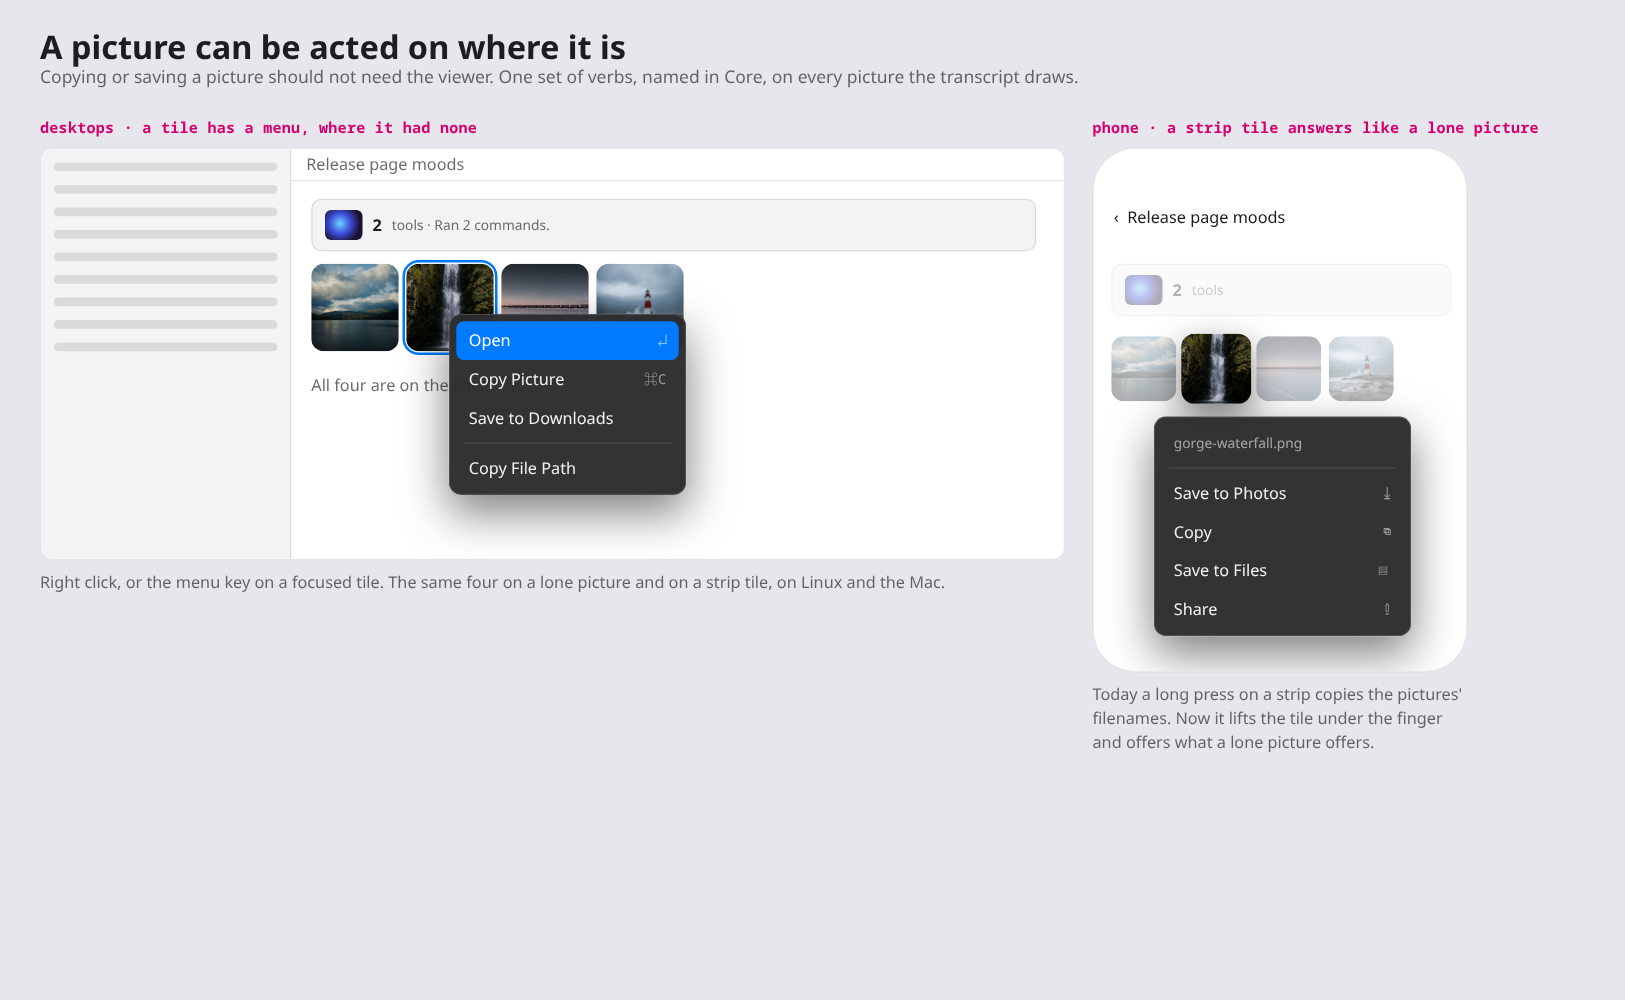 A picture can be acted on where it is
Copying or saving a picture should not need the viewer. One set of verbs, named in Core, on every picture the transcript draws.
desktops · a tile has a menu, where it had none
Release page moods
2 tools · Ran 2 commands.
All four are on the
Open ↵
Copy Picture ⌘C
Save to Downloads
Copy File Path
Right click, or the menu key on a focused tile. The same four on a lone picture and on a strip tile, on Linux and the Mac.
phone · a strip tile answers like a lone picture
‹ Release page moods
2 tools
gorge-waterfall.png
Save to Photos
Copy
Save to Files
Share
Today a long press on a strip copies the pictures'
filenames. Now it lifts the tile under the finger
and offers what a lone picture offers.